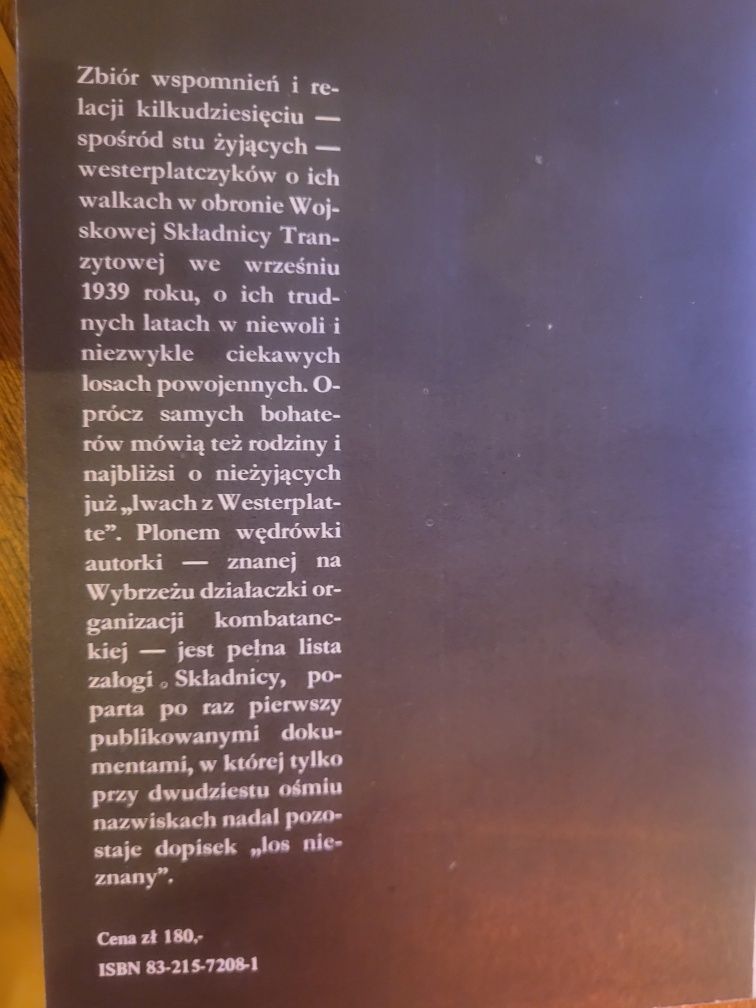 Zbiór wspomnień i re-
lacji kilkudziesięciu —
spośród stu żyjących —
westerplatczyków o ich
walkach w obronie Woj-
skowej Składnicy Tran-
zytowej we wrześniu
1939 roku, o ich trud-
nych latach w niewoli i
niezwykle ciekawych
losach powojennych. O-
prócz samych bohate-
rów mówią też rodziny i
najbliżsi o nieżyjących
już „lwach z Westerplat-
te”. Plonem wędrówki
autorki — znanej na
Wybrzeżu działaczki or-
ganizacji kombatanc-
kiej — jest pełna lista
załogi Składnicy, po-
parta po raz pierwszy
publikowanymi doku-
mentami, w której tylko
przy dwudziestu ośmiu
nazwiskach nadal pozo-
staje dopisek „los nie-
znany”.
Cena zł 180,-
ISBN 83-215-7208-1